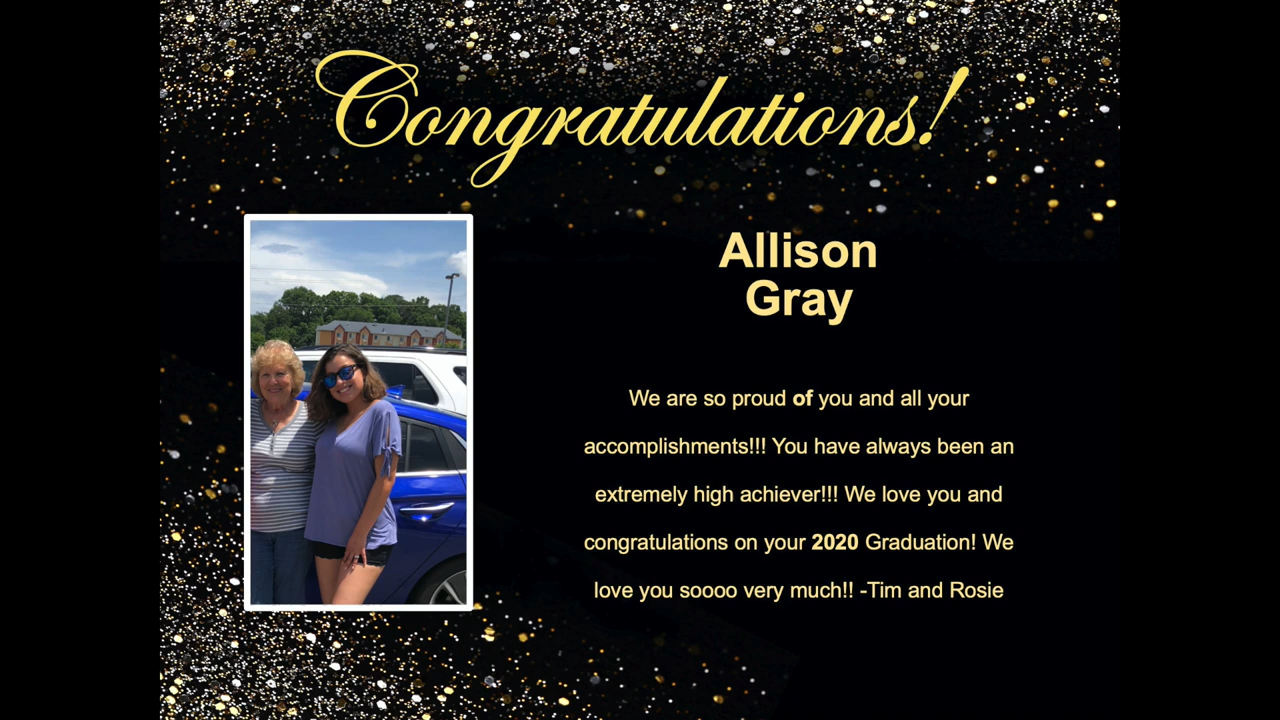 Congratulations!
Allison
Gray
We are so proud of you and all your
accomplishments!!! You have always been an
extremely high achiever!!! We love you and
congratulations on your 2020 Graduation! We
love you soooo very much!! -Tim and Rosie